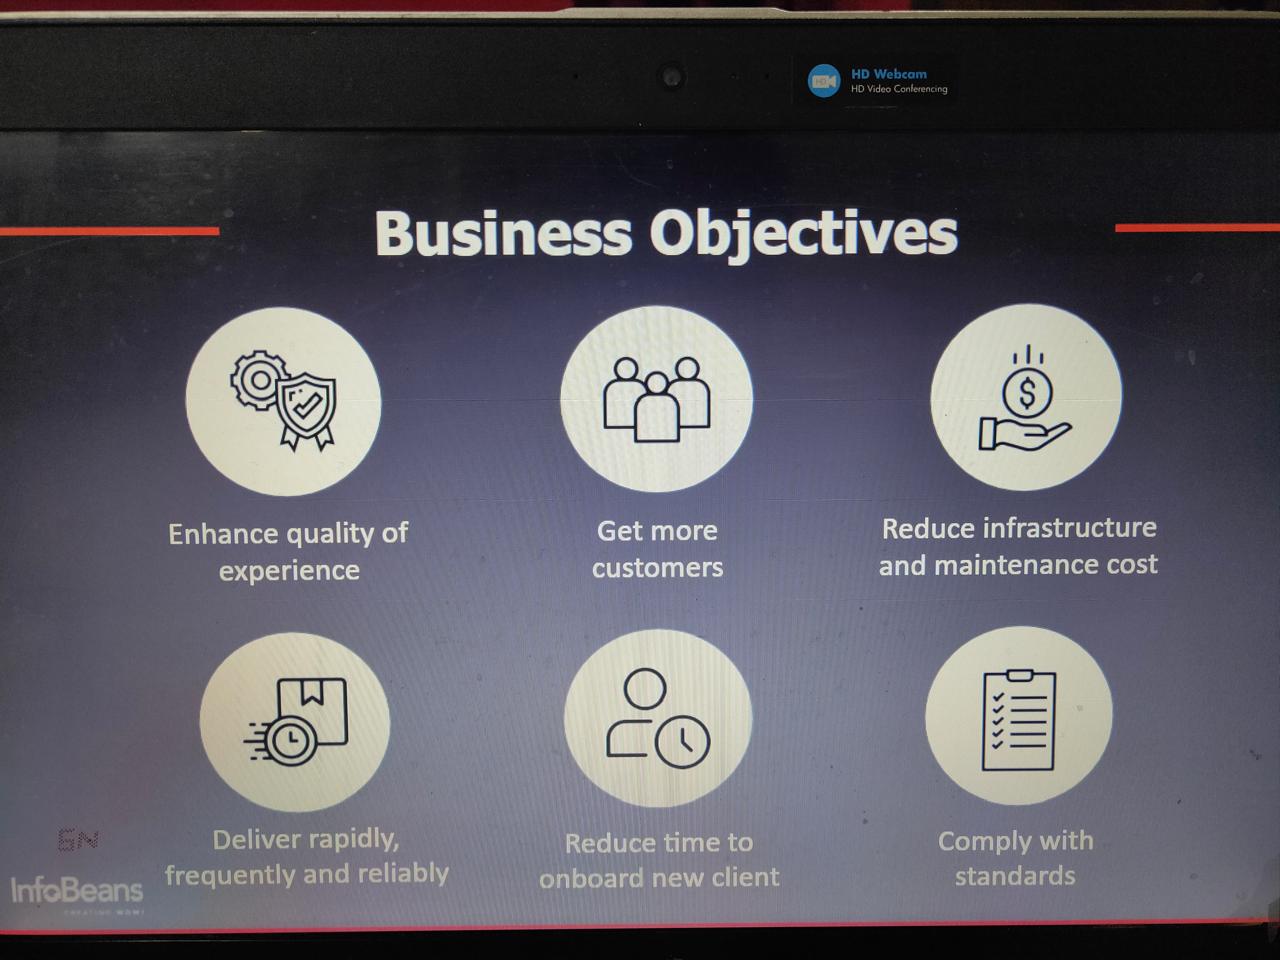 HD
HD Webcam
HD Video Conferencing
Business Objectives
Enhance quality of
experience
Get more
customers
Reduce infrastructure
and maintenance cost
$
Deliver rapidly,
frequently and reliably
Reduce time to
onboard new client
Comply with
standards
GN
InfoBeans
CREATING WOW!